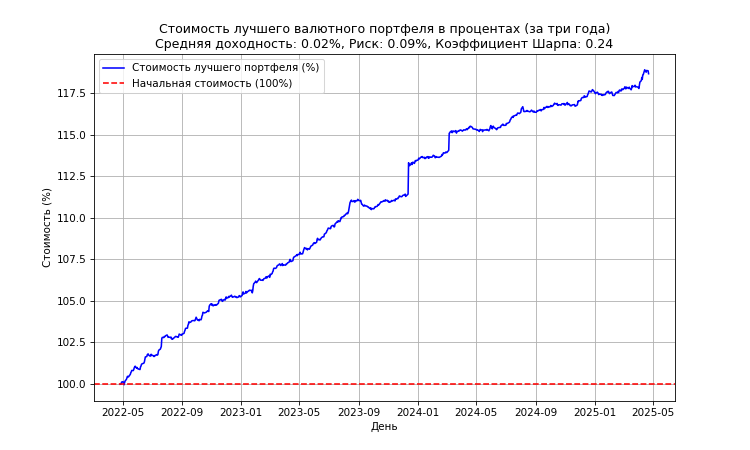 Стоимость лучшего валютного портфеля в процентах (за три года)
Средняя доходность: 0.02%, Риск: 0.09%, Коэффициент Шарпа: 0.24
Стоимость лучшего портфеля (%)
Начальная стоимость (100%)
Стоимость (%)
117.5
115.0
112.5
110.0
107.5
105.0
102.5
100.0
2022-05 2022-09 2023-01 2023-05 2023-09 2024-01 2024-05 2024-09 2025-01 2025-05
День